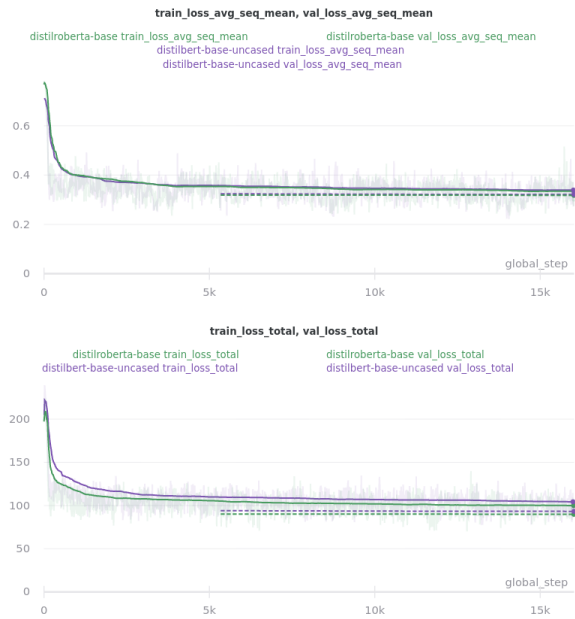 train_loss_avg_seq_mean, val_loss_avg_seq_mean
distilroberta-base train_loss_avg_seq_mean distilroberta-base val_loss_avg_seq_mean
distilbert-base-uncased train_loss_avg_seq_mean
distilbert-base-uncased val_loss_avg_seq_mean
0.6
0.4
0.2
global_step
0
0 5k 10k 15k
train_loss_total, val_loss_total
distilroberta-base train_loss_total distilroberta-base val_loss_total
distilbert-base-uncased train_loss_total distilbert-base-uncased val_loss_total
200
150
100
50
global_step
0
0 5k 10k 15k